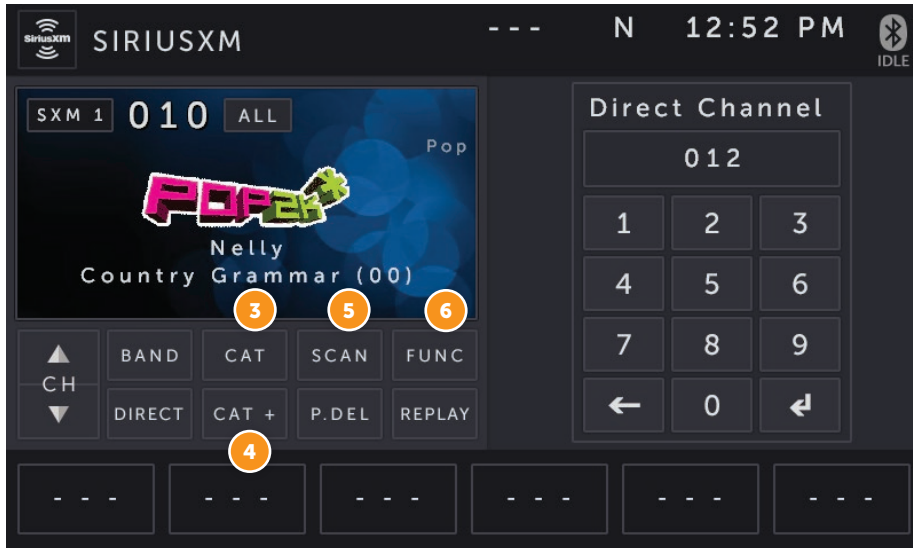 SiriusXM SIRIUSXM - - - N 12:52 PM
IDLE
SXM 1 010 ALL
Pop
POP2K
Nelly
Country Grammar (00)
3 5 6
CH
BAND CAT SCAN FUNC
DIRECT CAT + P.DEL REPLAY
4
Direct Channel
012
1 2 3
4 5 6
7 8 9
0
- - - - - - - - - - - - - - - - - -